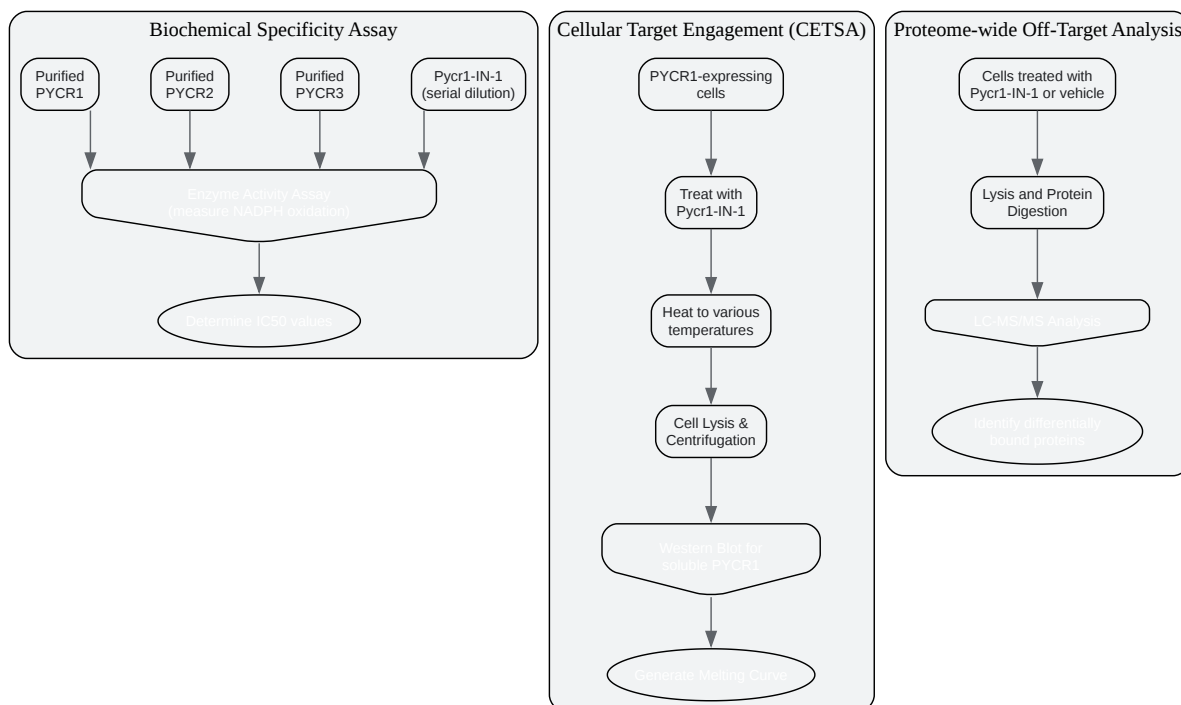 Biochemical Specificity Assay
Purified
PYCR1
Purified
PYCR2
Purified
PYCR3
Pycr1-IN-1
(serial dilution)
Enzyme Activity Assay
(measure NADPH oxidation)
Determine IC50 values
Cellular Target Engagement (CETSA)
PYCR1-expressing
cells
Treat with
Pycr1-IN-1
Heat to various
temperatures
Cell Lysis &
Centrifugation
Western Blot for
soluble PYCR1
Generate Melting Curve
Proteome-wide Off-Target Analysis
Cells treated with
Pycr1-IN-1 or vehicle
Lysis and Protein
Digestion
LC-MS/MS Analysis
Identify differentially
bound proteins